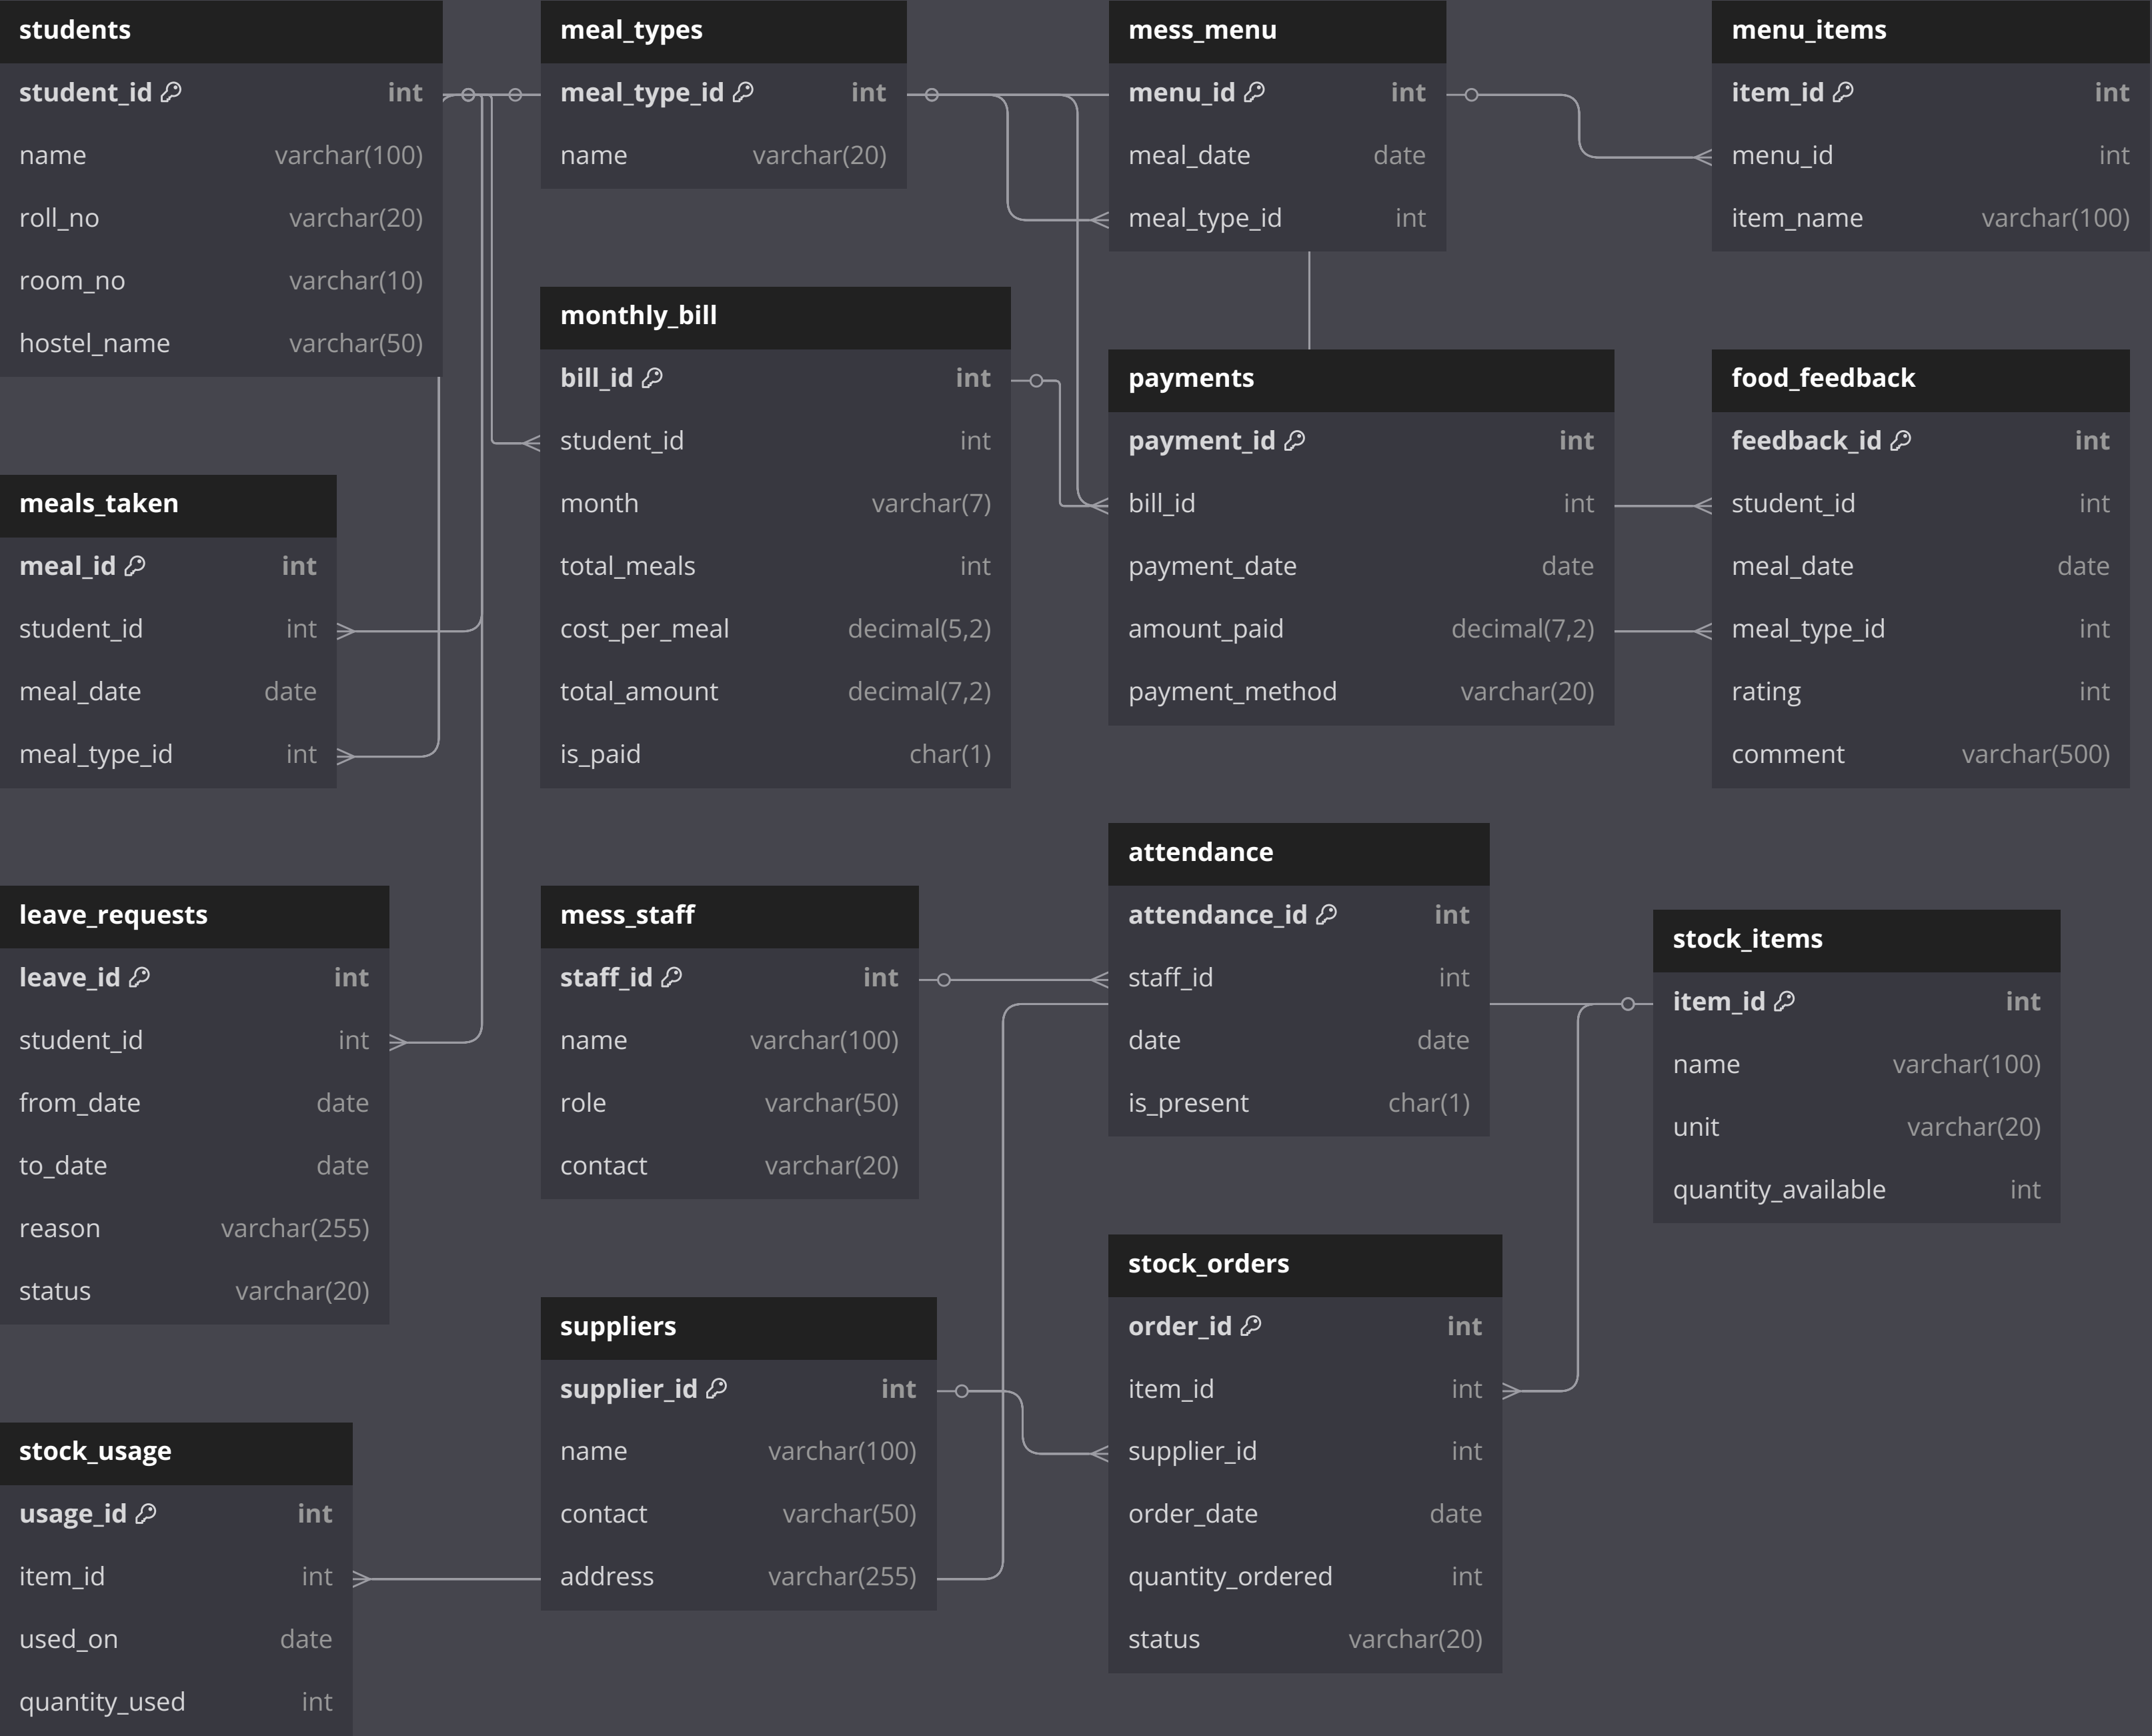 students
student_id int
name varchar(100)
roll_no varchar(20)
room_no varchar(10)
hostel_name varchar(50)
meal_types
meal_type_id int
name varchar(20)
mess_menu
menu_id int
meal_date date
meal_type_id int
menu_items
item_id int
menu_id int
item_name varchar(100)
monthly_bill
bill_id int
student_id int
month varchar(7)
total_meals int
cost_per_meal decimal(5,2)
total_amount decimal(7,2)
is_paid char(1)
payments
payment_id int
bill_id int
payment_date date
amount_paid decimal(7,2)
payment_method varchar(20)
food_feedback
feedback_id int
student_id int
meal_date date
meal_type_id int
rating int
comment varchar(500)
meals_taken
meal_id int
student_id int
meal_date date
meal_type_id int
leave_requests
leave_id int
student_id int
from_date date
to_date date
reason varchar(255)
status varchar(20)
mess_staff
staff_id int
name varchar(100)
role varchar(50)
contact varchar(20)
attendance
attendance_id int
staff_id int
date date
is_present char(1)
stock_items
item_id int
name varchar(100)
unit varchar(20)
quantity_available int
suppliers
supplier_id int
name varchar(100)
contact varchar(50)
address varchar(255)
stock_orders
order_id int
item_id int
supplier_id int
order_date date
quantity_ordered int
status varchar(20)
stock_usage
usage_id int
item_id int
used_on date
quantity_used int